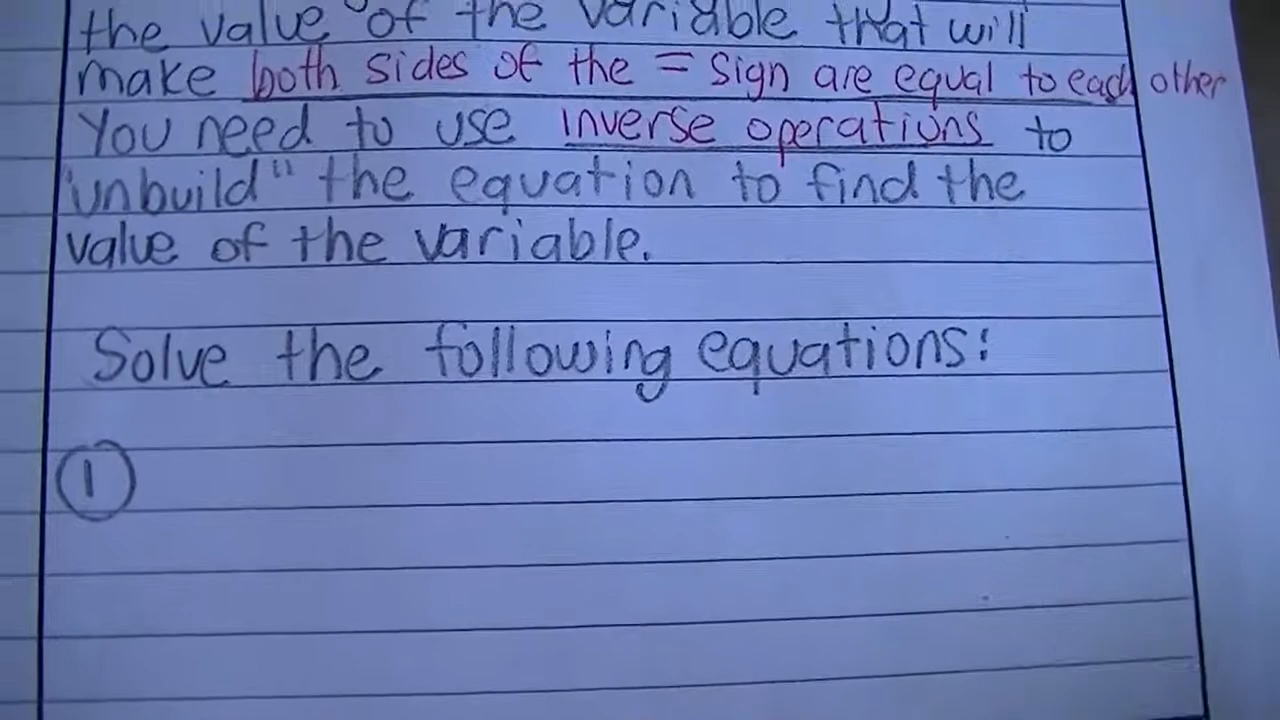 the value of the variable that will
make both sides of the = sign are equal to each other
You need to use inverse operations to
"unbuild" the equation to find the
value of the variable.
Solve the following equations:
①